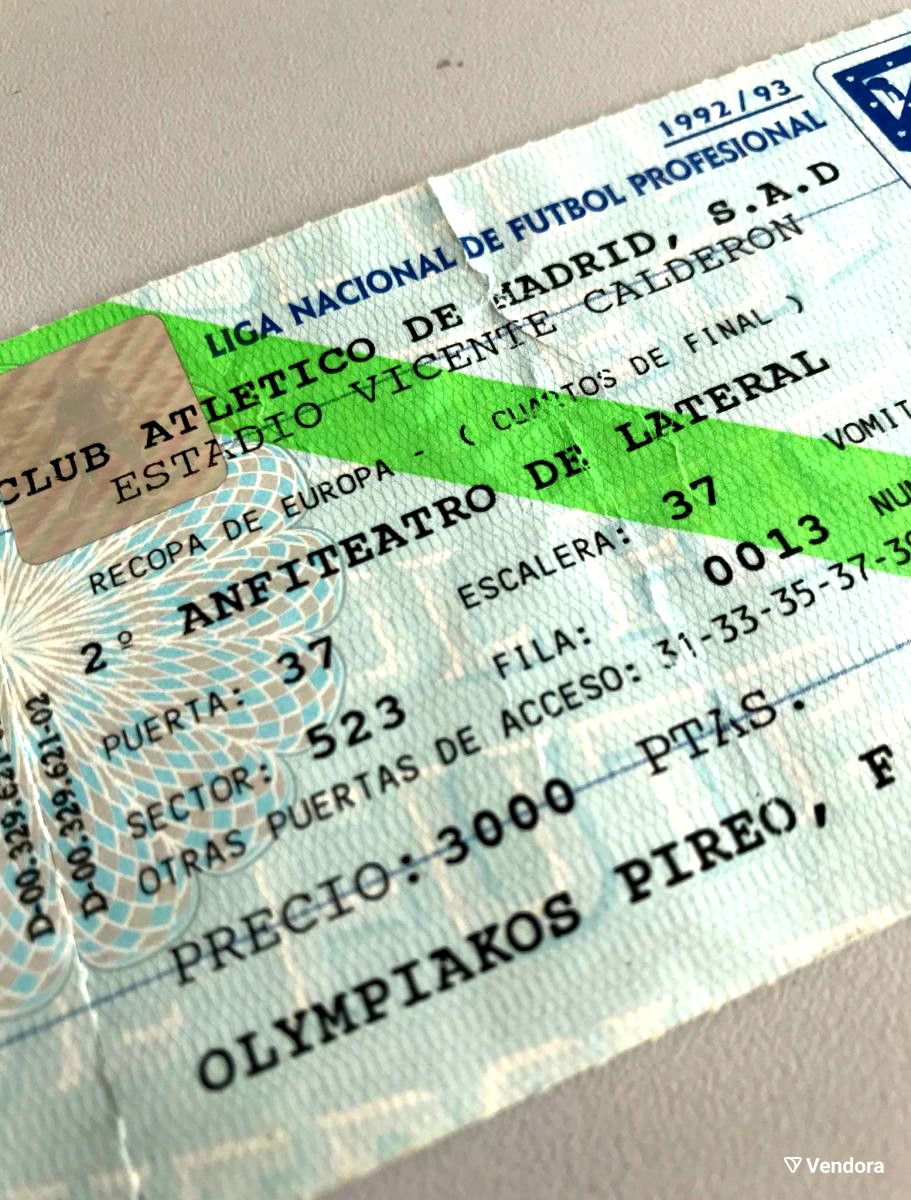 1992/93
LIGA NACIONAL DE FUTBOL PROFESIONAL
CLUB ATLETICO DE MADRID, S.A.D
ESTADIO VICENTE CALDERON
RECOPA DE EUROPA - ( CUARTOS DE FINAL )
2º ANFITEATRO DE LATERAL
PUERTA: 37 ESCALERA: 37
SECTOR: 523 FILA: 0013
OTRAS PUERTAS DE ACCESO: 31-33-35-37-39
PRECIO: 3000 PTAS.
OLYMPIAKOS PIREO, F
D-00.329.621-02
Vendora